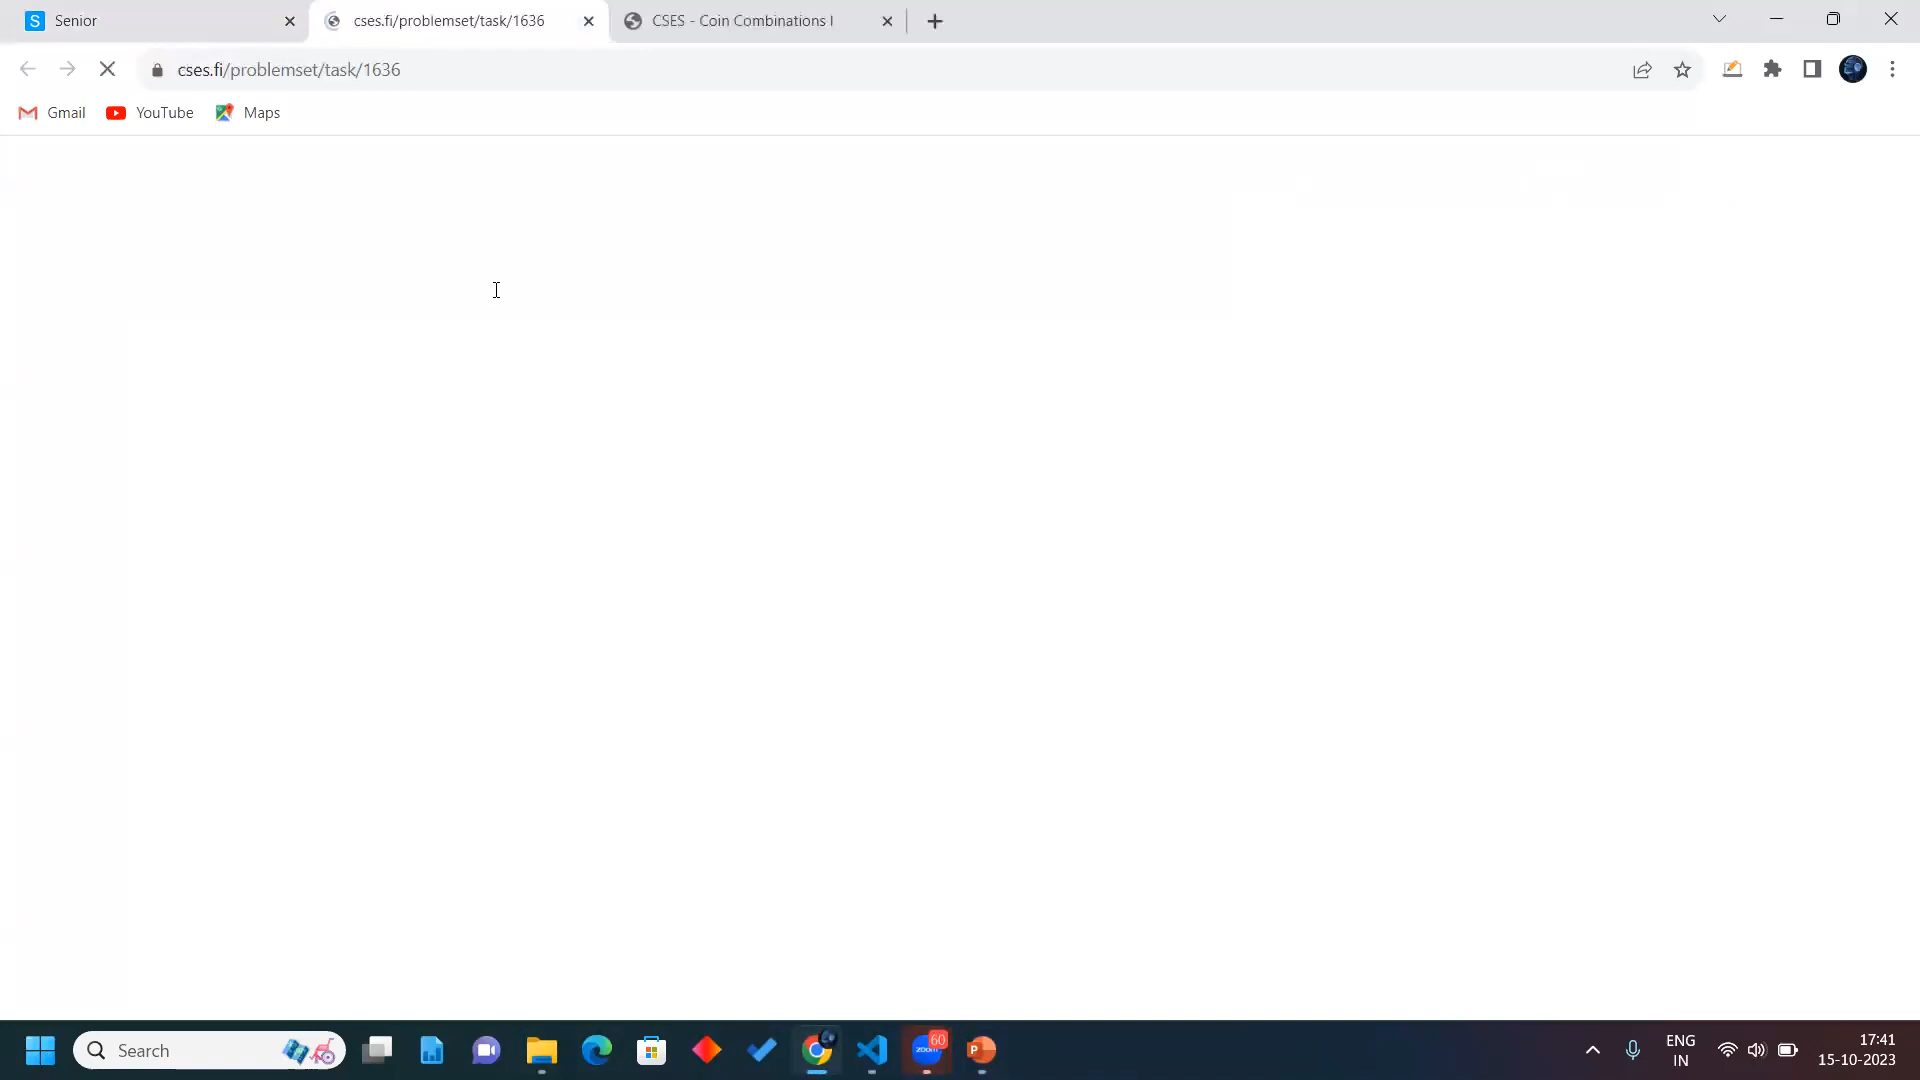 S Senior
cses.fi/problemset/task/1636
CSES - Coin Combinations I
cses.fi/problemset/task/1636
Gmail
YouTube
Maps
Search
zoom
60
P
ENG
IN
17:41
15-10-2023